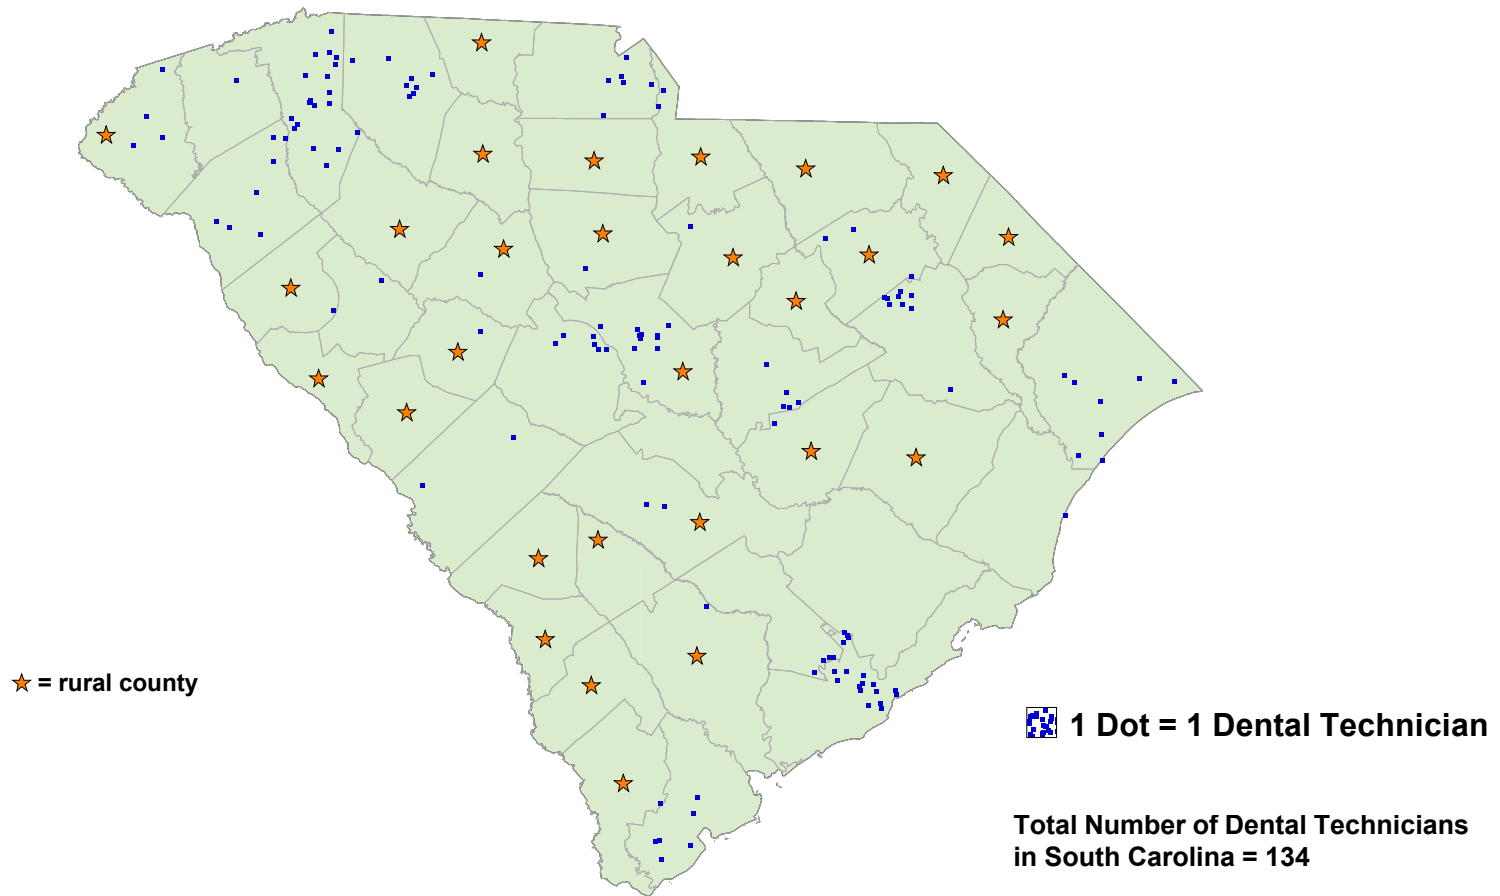 = rural county
1 Dot = 1 Dental Technician
Total Number of Dental Technicians
in South Carolina = 134